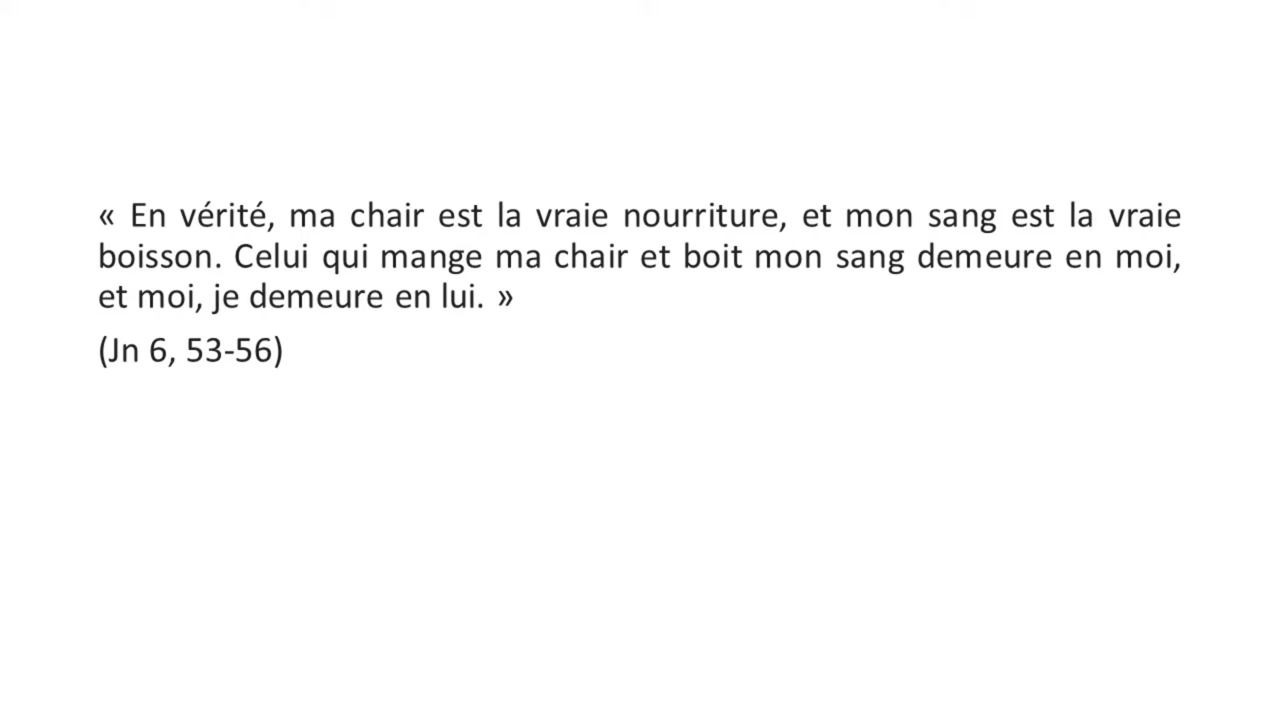 « En vérité, ma chair est la vraie nourriture, et mon sang est la vraie
boisson. Celui qui mange ma chair et boit mon sang demeure en moi,
et moi, je demeure en lui. »
(Jn 6, 53-56)